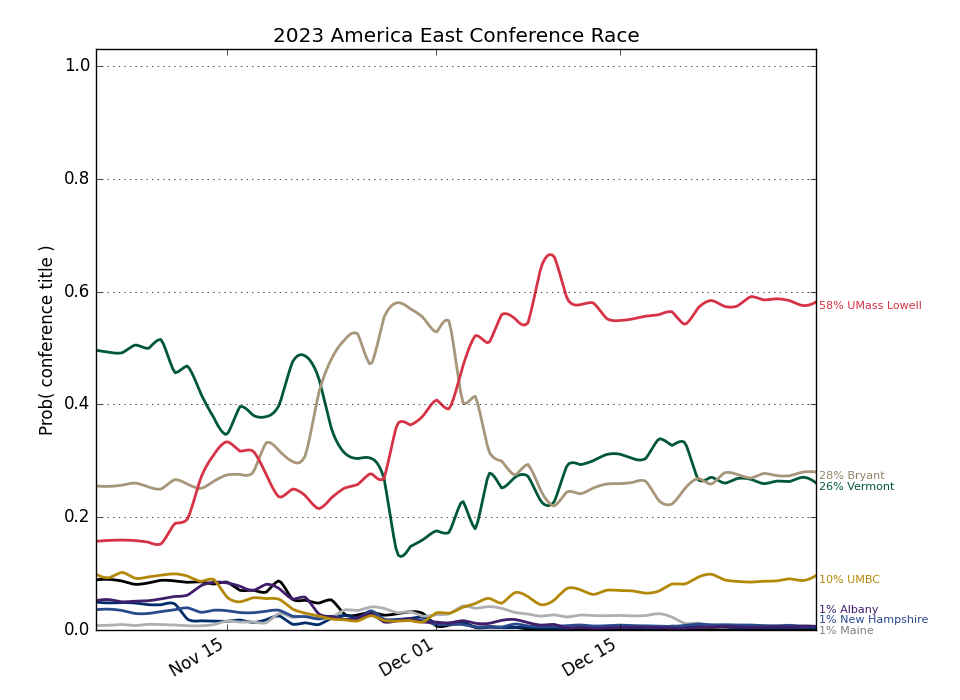 2023 America East Conference Race
Prob( conference title )
1.0
0.8
0.6
0.4
0.2
0.0
Nov 15
Dec 01
Dec 15
58% UMass Lowell
28% Bryant
26% Vermont
10% UMBC
1% Albany
1% New Hampshire
1% Maine